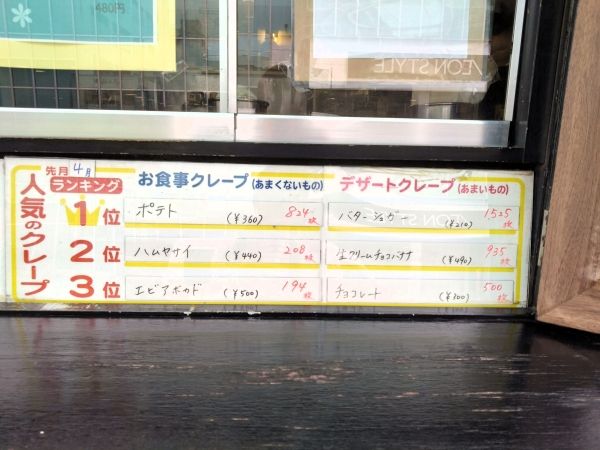 480円
ÆON STYLE
先月 4月
ランキング
人気のクレープ
お食事クレープ (あまくないもの)
デザートクレープ (あまいもの)
1位
ポテト (¥360) 824枚
バターシュガー (¥210) 1525枚
2位
ハムヤサイ (¥440) 208枚
生クリームチョコバナナ (¥490) 935枚
3位
エビアボカド (¥500) 194枚
チョコレート (¥300) 500枚